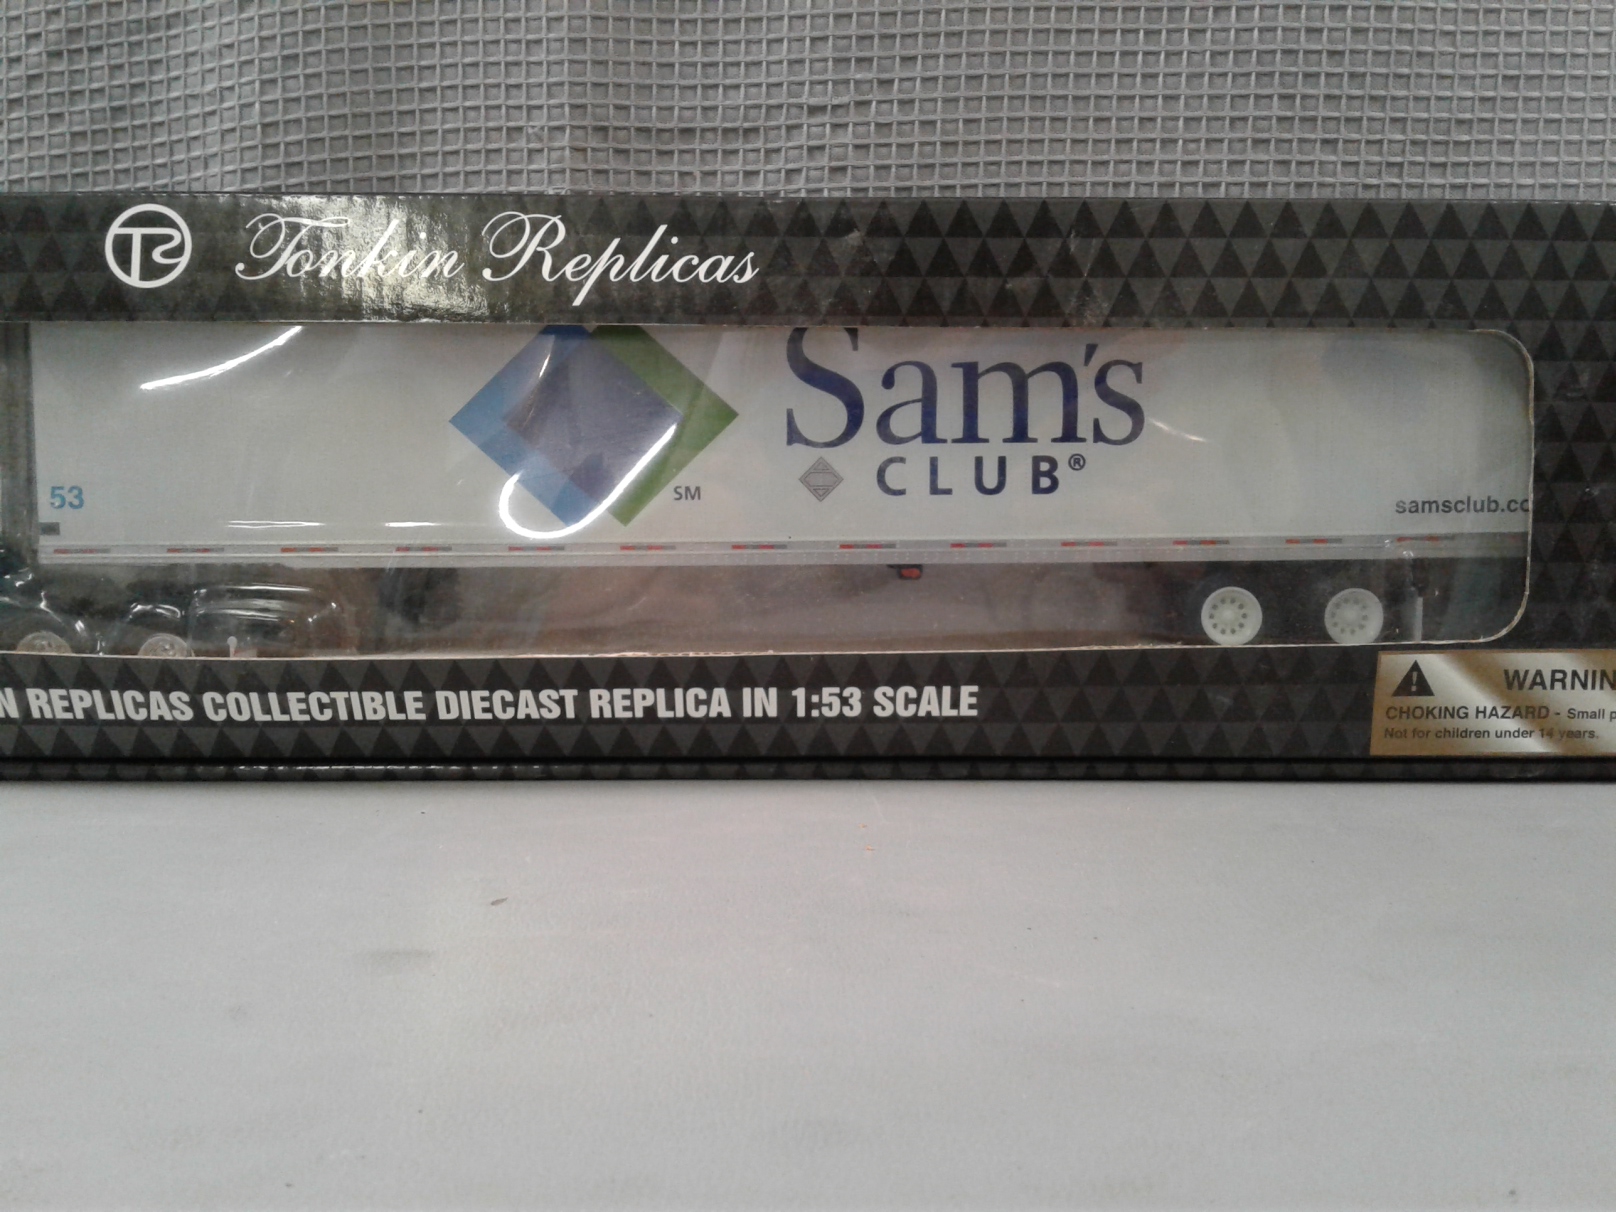 TR Tonkin Replicas
Sam's
CLUB®
SM
53
samsclub.co
N REPLICAS COLLECTIBLE DIECAST REPLICA IN 1:53 SCALE
WARNIN
CHOKING HAZARD - Small p
Not for children under 14 years.